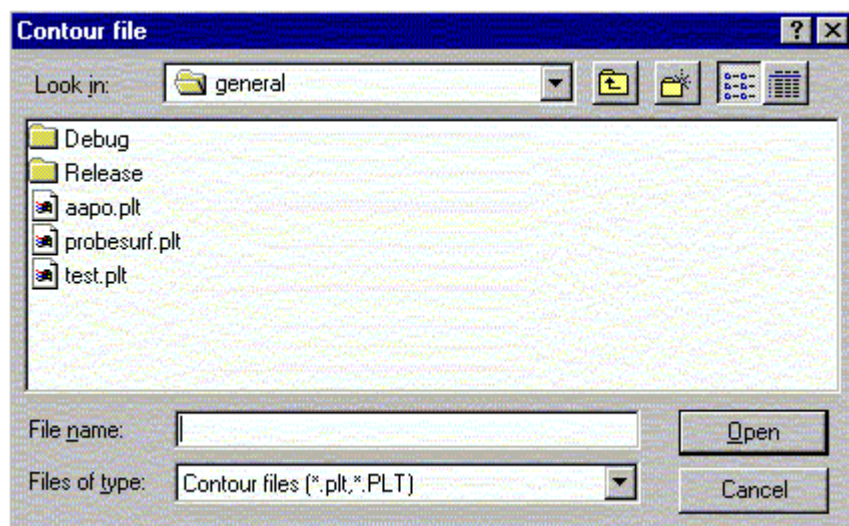 Contour file
Look in: general
Debug
Release
aapo.plt
probesurf.plt
test.plt
File name: Open
Files of type: Contour files (*.plt,*.PLT) Cancel